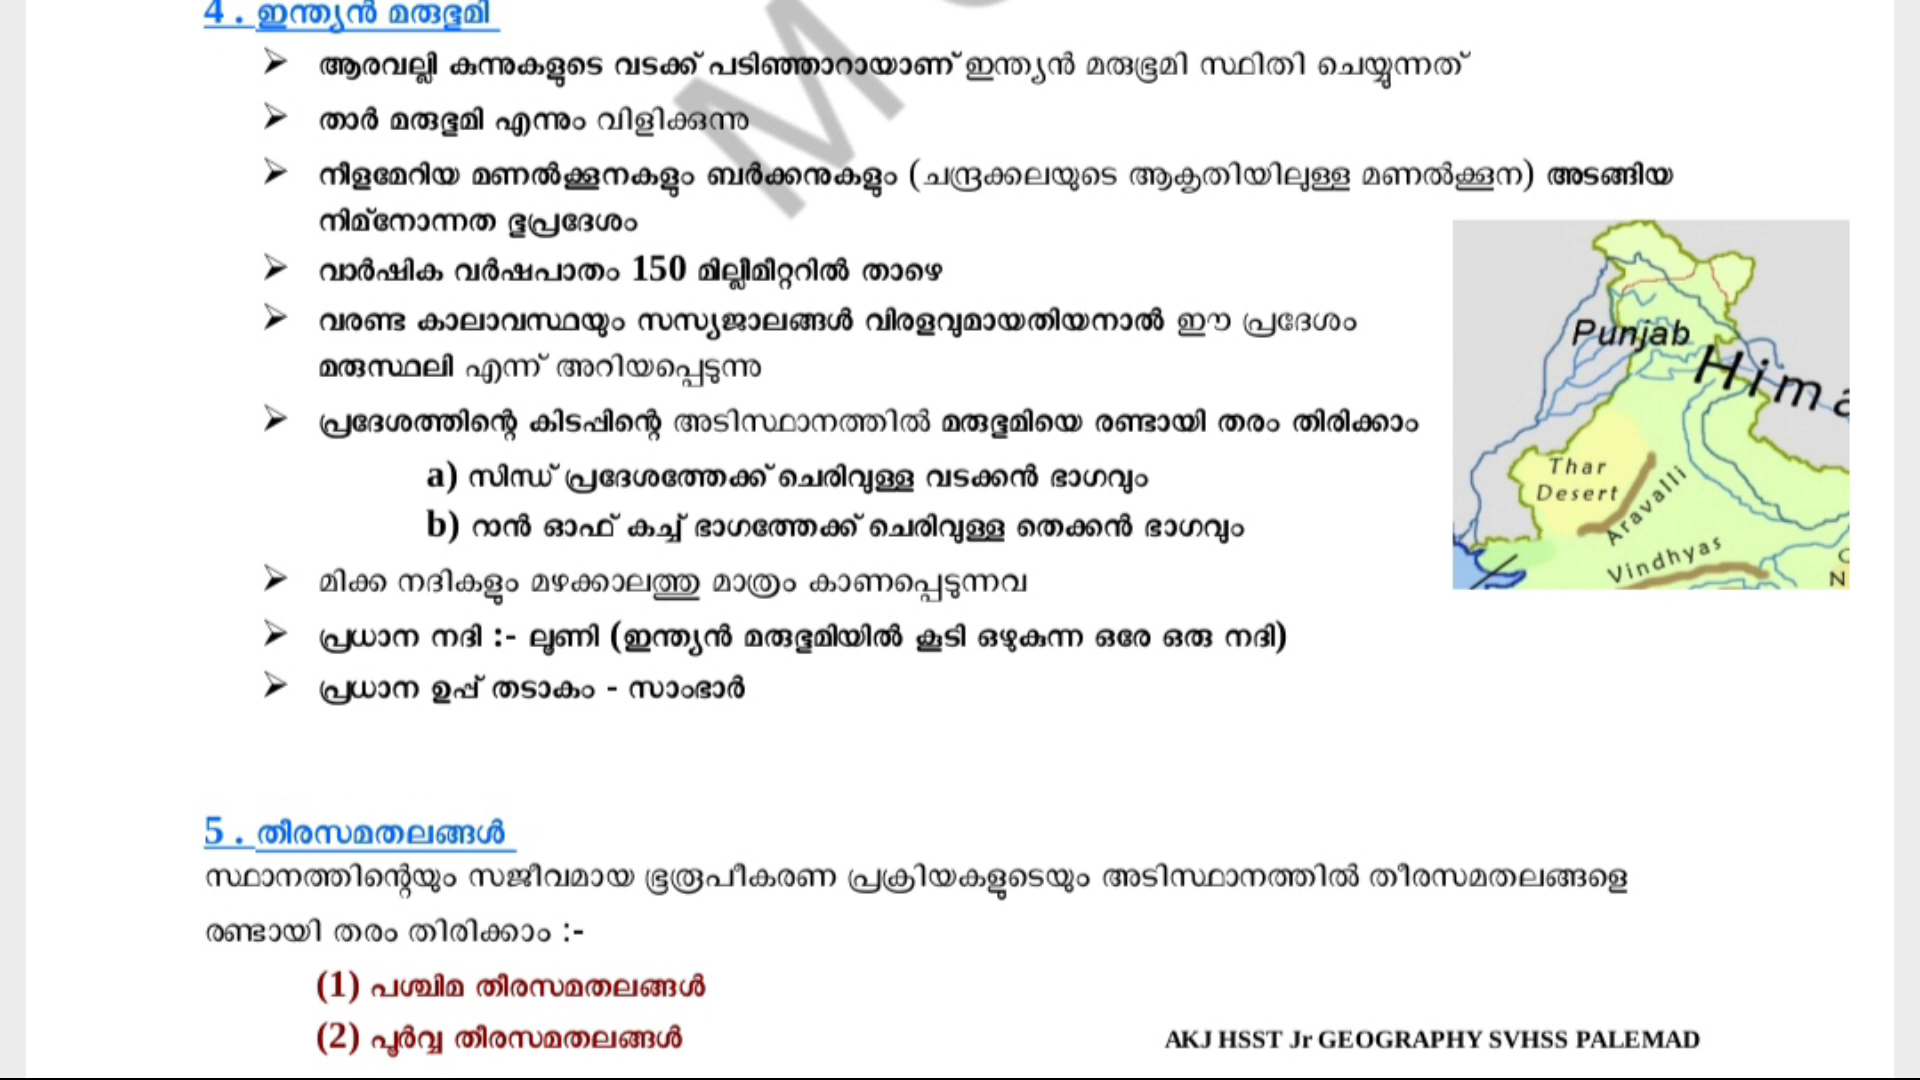 4 . ഇന്ത്യൻ മരുഭൂമി
➢ ആരവല്ലി കുന്നുകളുടെ വടക്ക് പടിഞ്ഞാറായാണ് ഇന്ത്യൻ മരുഭൂമി സ്ഥിതി ചെയ്യുന്നത്
➢ താർ മരുഭൂമി എന്നും വിളിക്കുന്നു
➢ നീളമേറിയ മണൽക്കൂനകളും ബർക്കനുകളും (ചന്ദ്രക്കലയുടെ ആകൃതിയിലുള്ള മണൽക്കൂന) അടങ്ങിയ
നിമ്നോന്നത ഭൂപ്രദേശം
➢ വാർഷിക വർഷപാതം 150 മില്ലീമീറ്ററിൽ താഴെ
➢ വരണ്ട കാലാവസ്ഥയും സസ്യജാലങ്ങൾ വിരളവുമായതിയനാൽ ഈ പ്രദേശം
മരുസ്ഥലി എന്ന് അറിയപ്പെടുന്നു
➢ പ്രദേശത്തിന്റെ കിടപ്പിന്റെ അടിസ്ഥാനത്തിൽ മരുഭൂമിയെ രണ്ടായി തരം തിരിക്കാം
a) സിന്ധ് പ്രദേശത്തേക്ക് ചെരിവുള്ള വടക്കൻ ഭാഗവും
b) റാൻ ഓഫ് കച്ച് ഭാഗത്തേക്ക് ചെരിവുള്ള തെക്കൻ ഭാഗവും
➢ മിക്ക നദികളും മഴക്കാലത്തു മാത്രം കാണപ്പെടുന്നവ
➢ പ്രധാന നദി :- ലൂണി (ഇന്ത്യൻ മരുഭൂമിയിൽ കൂടി ഒഴുകുന്ന ഒരേ ഒരു നദി)
➢ പ്രധാന ഉപ്പ് തടാകം - സാംഭാർ
Punjab
Hima
Thar
Desert
Aravalli
Vindhyas
N
5 . തീരസമതലങ്ങൾ
സ്ഥാനത്തിന്റെയും സജീവമായ ഭൂരൂപീകരണ പ്രക്രിയകളുടെയും അടിസ്ഥാനത്തിൽ തീരസമതലങ്ങളെ
രണ്ടായി തരം തിരിക്കാം :-
(1) പശ്ചിമ തീരസമതലങ്ങൾ
(2) പൂർവ്വ തീരസമതലങ്ങൾ
AKJ HSST Jr GEOGRAPHY SVHSS PALEMAD